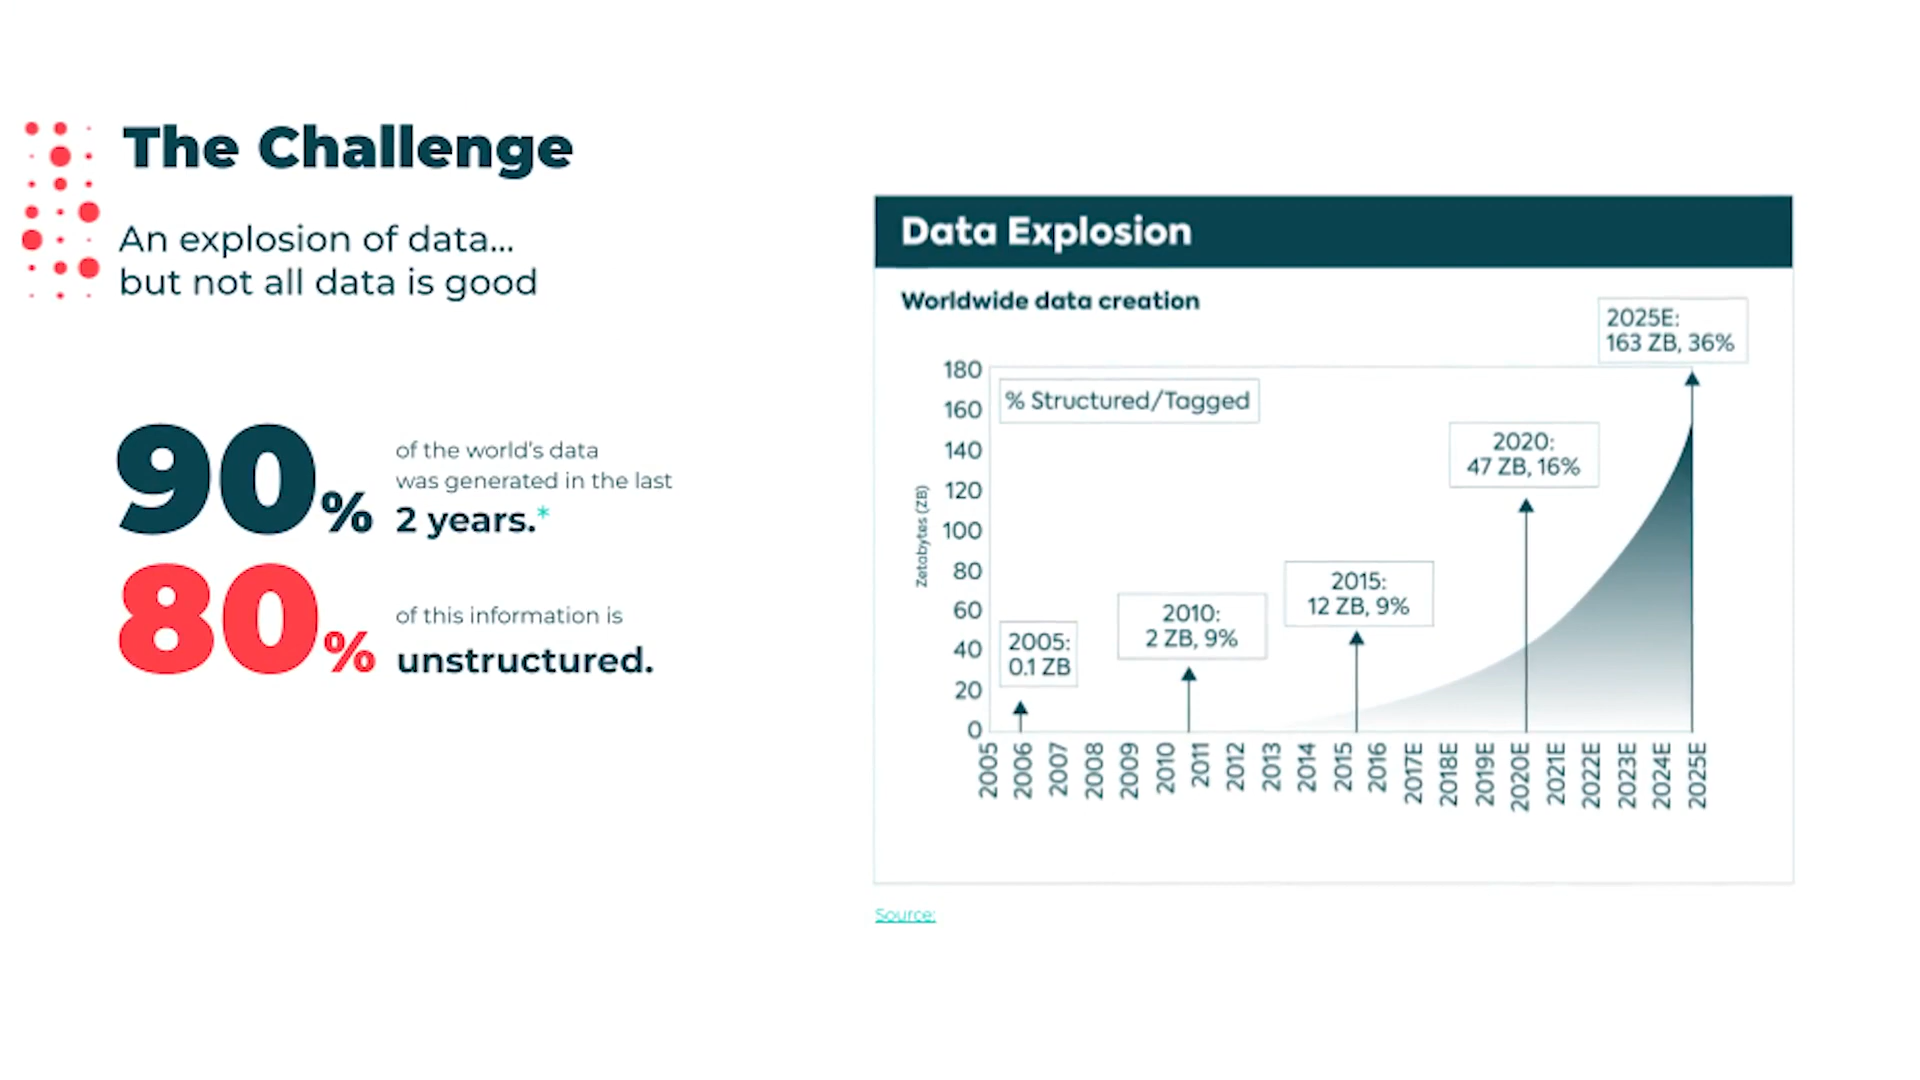 The Challenge
An explosion of data...
but not all data is good
90%
of the world's data
was generated in the last
2 years.*
80%
of this information is
unstructured.
Data Explosion
Worldwide data creation
% Structured/Tagged
Zetabytes (ZB)
180
160
140
120
100
80
60
40
20
0
2005:
0.1 ZB
2010:
2 ZB, 9%
2015:
12 ZB, 9%
2020:
47 ZB, 16%
2025E:
163 ZB, 36%
2005
2006
2007
2008
2009
2010
2011
2012
2013
2014
2015
2016
2017E
2018E
2019E
2020E
2021E
2022E
2023E
2024E
2025E
Source: